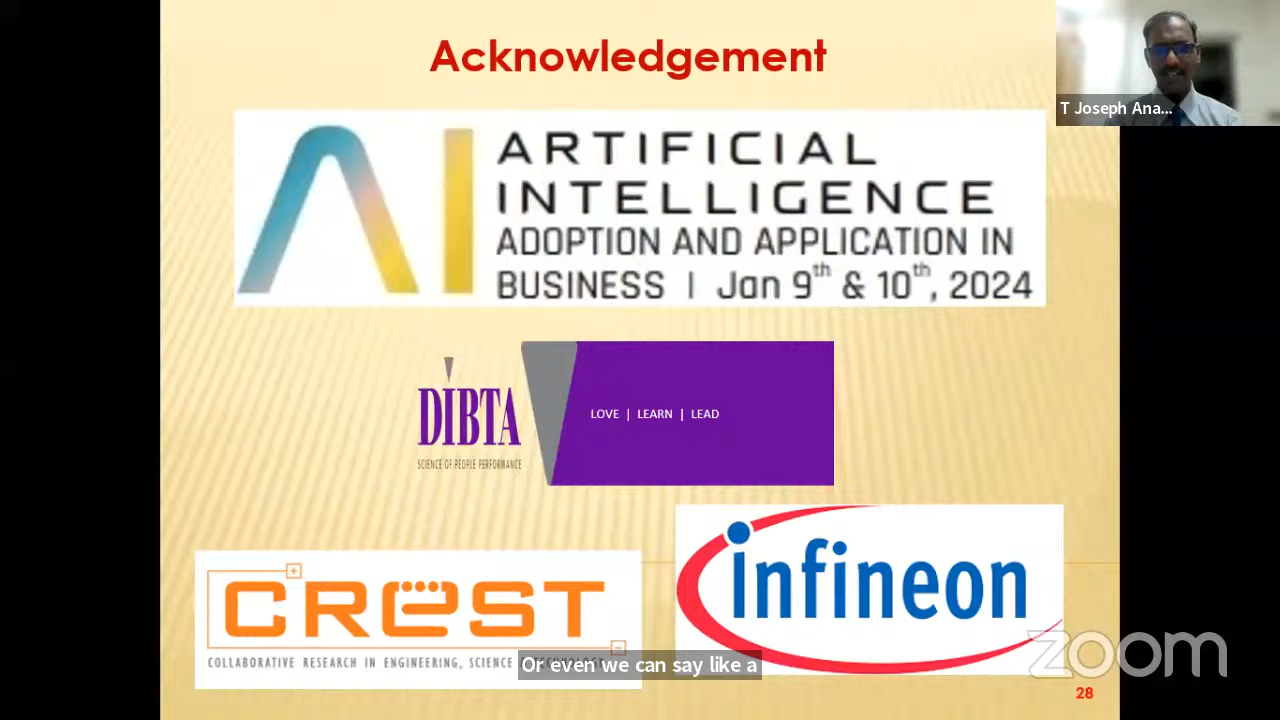 Acknowledgement
T Joseph Ana...
ARTIFICIAL
INTELLIGENCE
ADOPTION AND APPLICATION IN
BUSINESS | Jan 9th & 10th, 2024
DIBTA
SCIENCE OF PEOPLE PERFORMANCE
LOVE | LEARN | LEAD
CREST
COLLABORATIVE RESEARCH IN ENGINEERING, SCIENCE
infineon
Or even we can say like a
zoom
28